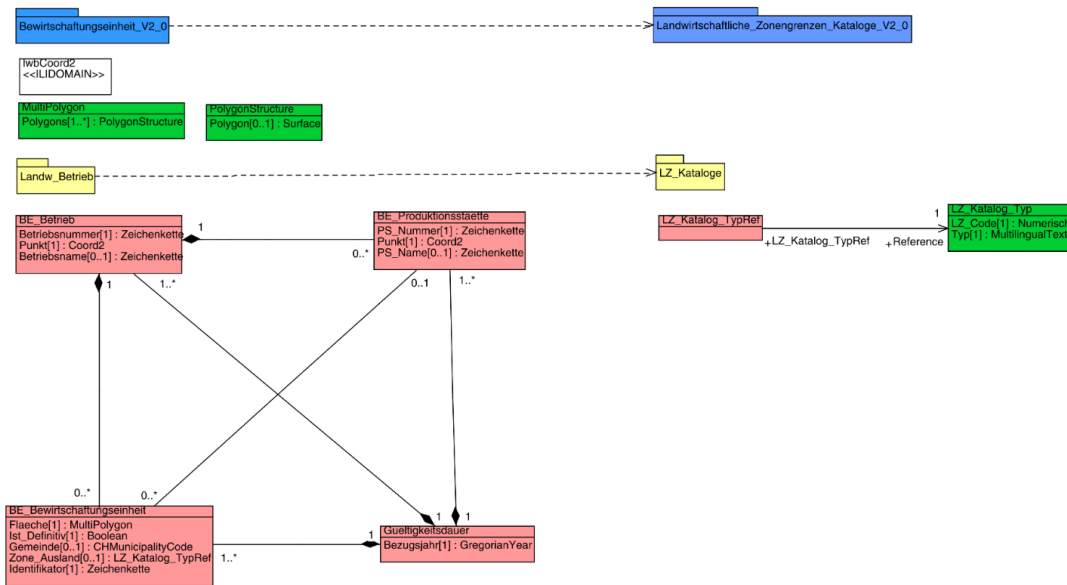 Bewirtschaftungseinheit_V2_0
Landwirtschaftliche_Zonengrenzen_Kataloge_V2_0
lwbCoord2
<<ILIDOMAIN>>
MultiPolygon
Polygons[1..*] : PolygonStructure
PolygonStructure
Polygon[0..1] : Surface
Landw_Betrieb
LZ_Kataloge
BE_Betrieb
Betriebsnummer[1] : Zeichenkette
Punkt[1] : Coord2
Betriebsname[0..1] : Zeichenkette
1
0..*
BE_Produktionsstaette
PS_Nummer[1] : Zeichenkette
Punkt[1] : Coord2
PS_Name[0..1] : Zeichenkette
LZ_Katalog_TypRef
+LZ_Katalog_TypRef
1
+Reference
LZ_Katalog_Typ
LZ_Code[1] : Numerisch
Typ[1] : MultilingualText
1
1..*
0..1
1..*
0..*
0..*
BE_Bewirtschaftungseinheit
Flaeche[1] : MultiPolygon
Ist_Definitiv[1] : Boolean
Gemeinde[0..1] : CHMunicipalityCode
Zone_Ausland[0..1] : LZ_Katalog_TypRef
Identifikator[1] : Zeichenkette
1..*
1
1
1
Gueltigkeitsdauer
Bezugsjahr[1] : GregorianYear